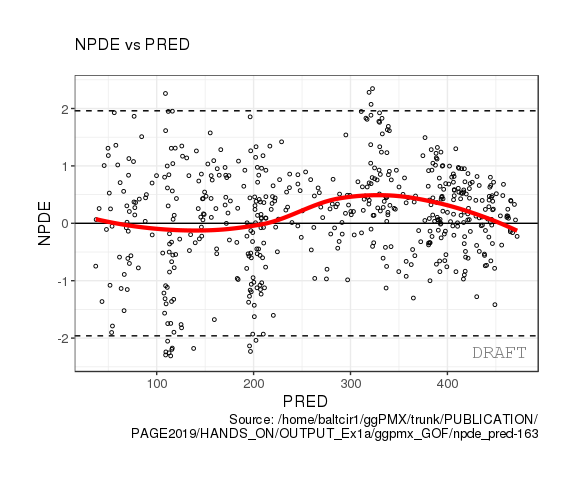 NPDE vs PRED
2
1
0
-1
-2
NPDE
DRAFT
100 200 300 400
PRED
Source: /home/baltcir1/ggPMX/trunk/PUBLICATION/
PAGE2019/HANDS_ON/OUTPUT_Ex1a/ggpmx_GOF/npde_pred-163